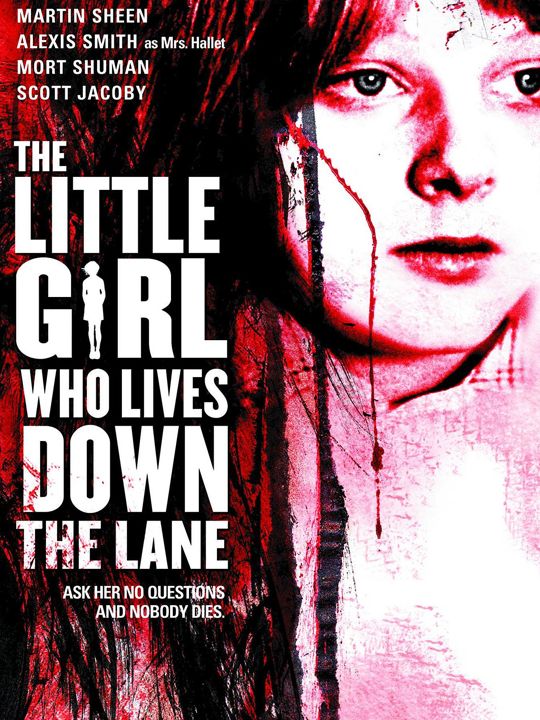 MARTIN SHEEN
ALEXIS SMITH as Mrs. Hallet
MORT SHUMAN
SCOTT JACOBY
THE
LITTLE
GIRL
WHO LIVES
DOWN
THE LANE
ASK HER NO QUESTIONS
AND NOBODY DIES.